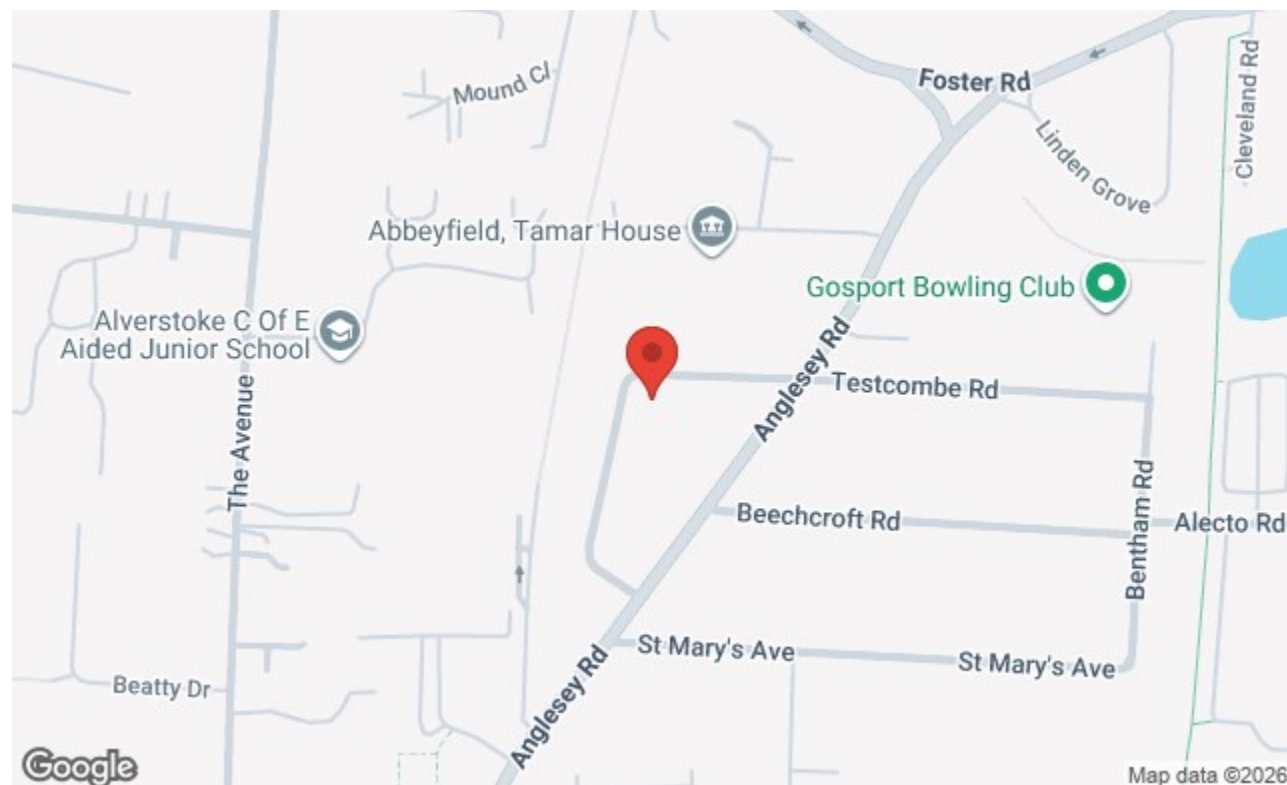 Mound Cl
Foster Rd
Cleveland Rd
Linden Grove
Abbeyfield, Tamar House
Gosport Bowling Club
Alverstoke C Of E
Aided Junior School
The Avenue
Anglesey Rd
Testcombe Rd
Bentham Rd
Beechcroft Rd
Alecto Rd
St Mary's Ave
St Mary's Ave
Beatty Dr
Anglesey Rd
Google
Map data ©2026